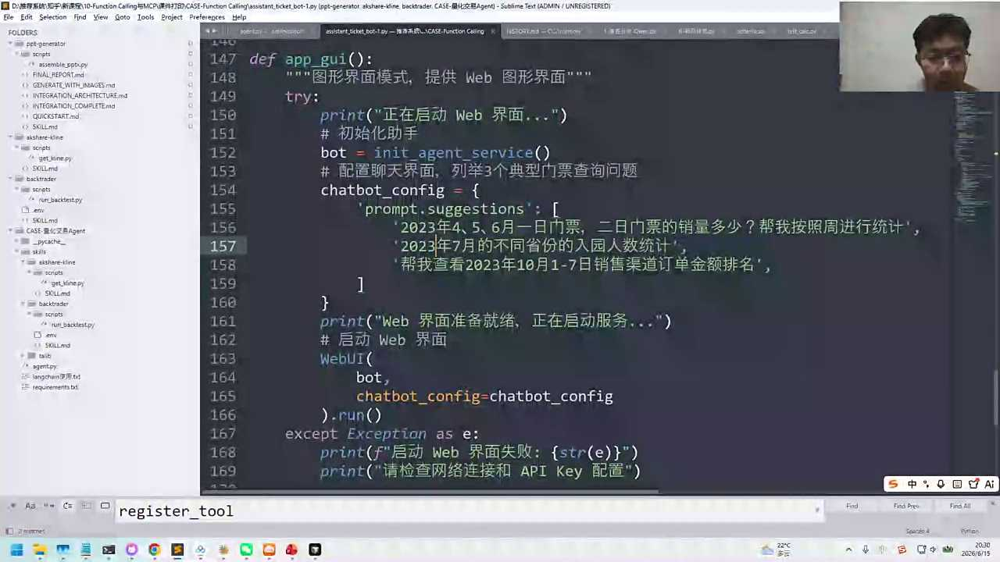 D:\推荐系统\知乎\新课程\10-Function Calling与MCP\课件打印\CASE-Function Calling\assistant_ticket_bot-1.py (ppt-generator, akshare-kline, backtrader, CASE-量化交易Agent) - Sublime Text (ADMIN / UNREGISTERED)
File Edit Selection Find View Goto Tools Project Preferences Help
FOLDERS
ppt-generator
scripts
assemble_pptx.py
FINAL_REPORT.md
GENERATE_WITH_IMAGES.md
INTEGRATION_ARCHITECTURE.md
INTEGRATION_COMPLETE.md
QUICKSTART.md
SKILL.md
akshare-kline
scripts
get_kline.py
SKILL.md
backtrader
scripts
run_backtest.py
.env
SKILL.md
CASE-量化交易Agent
__pycache__
skills
akshare-kline
scripts
get_kline.py
SKILL.md
backtrader
scripts
run_backtest.py
.env
SKILL.md
talib
agent.py
langchain使用.txt
requirements.txt
assistant_ticket_bot-1.py — 推荐系统\...\CASE-Function Calling
146
147 def app_gui():
148 """图形界面模式，提供 Web 图形界面"""
149 try:
150 print("正在启动 Web 界面...")
151 # 初始化助手
152 bot = init_agent_service()
153 # 配置聊天界面，列举3个典型门票查询问题
154 chatbot_config = {
155 'prompt.suggestions': [
156 '2023年4、5、6月一日门票，二日门票的销量多少？帮我按照周进行统计',
157 '2023年7月的不同省份的入园人数统计',
158 '帮我查看2023年10月1-7日销售渠道订单金额排名',
159 ]
160 }
161 print("Web 界面准备就绪，正在启动服务...")
162 # 启动 Web 界面
163 WebUI(
164 bot,
165 chatbot_config=chatbot_config
166 ).run()
167 except Exception as e:
168 print(f"启动 Web 界面失败: {str(e)}")
169 print("请检查网络连接和 API Key 配置")
register_tool
Find Find Prev Find All
Spaces: 4 Python
中
22°C
多云
20:30
2026/6/15